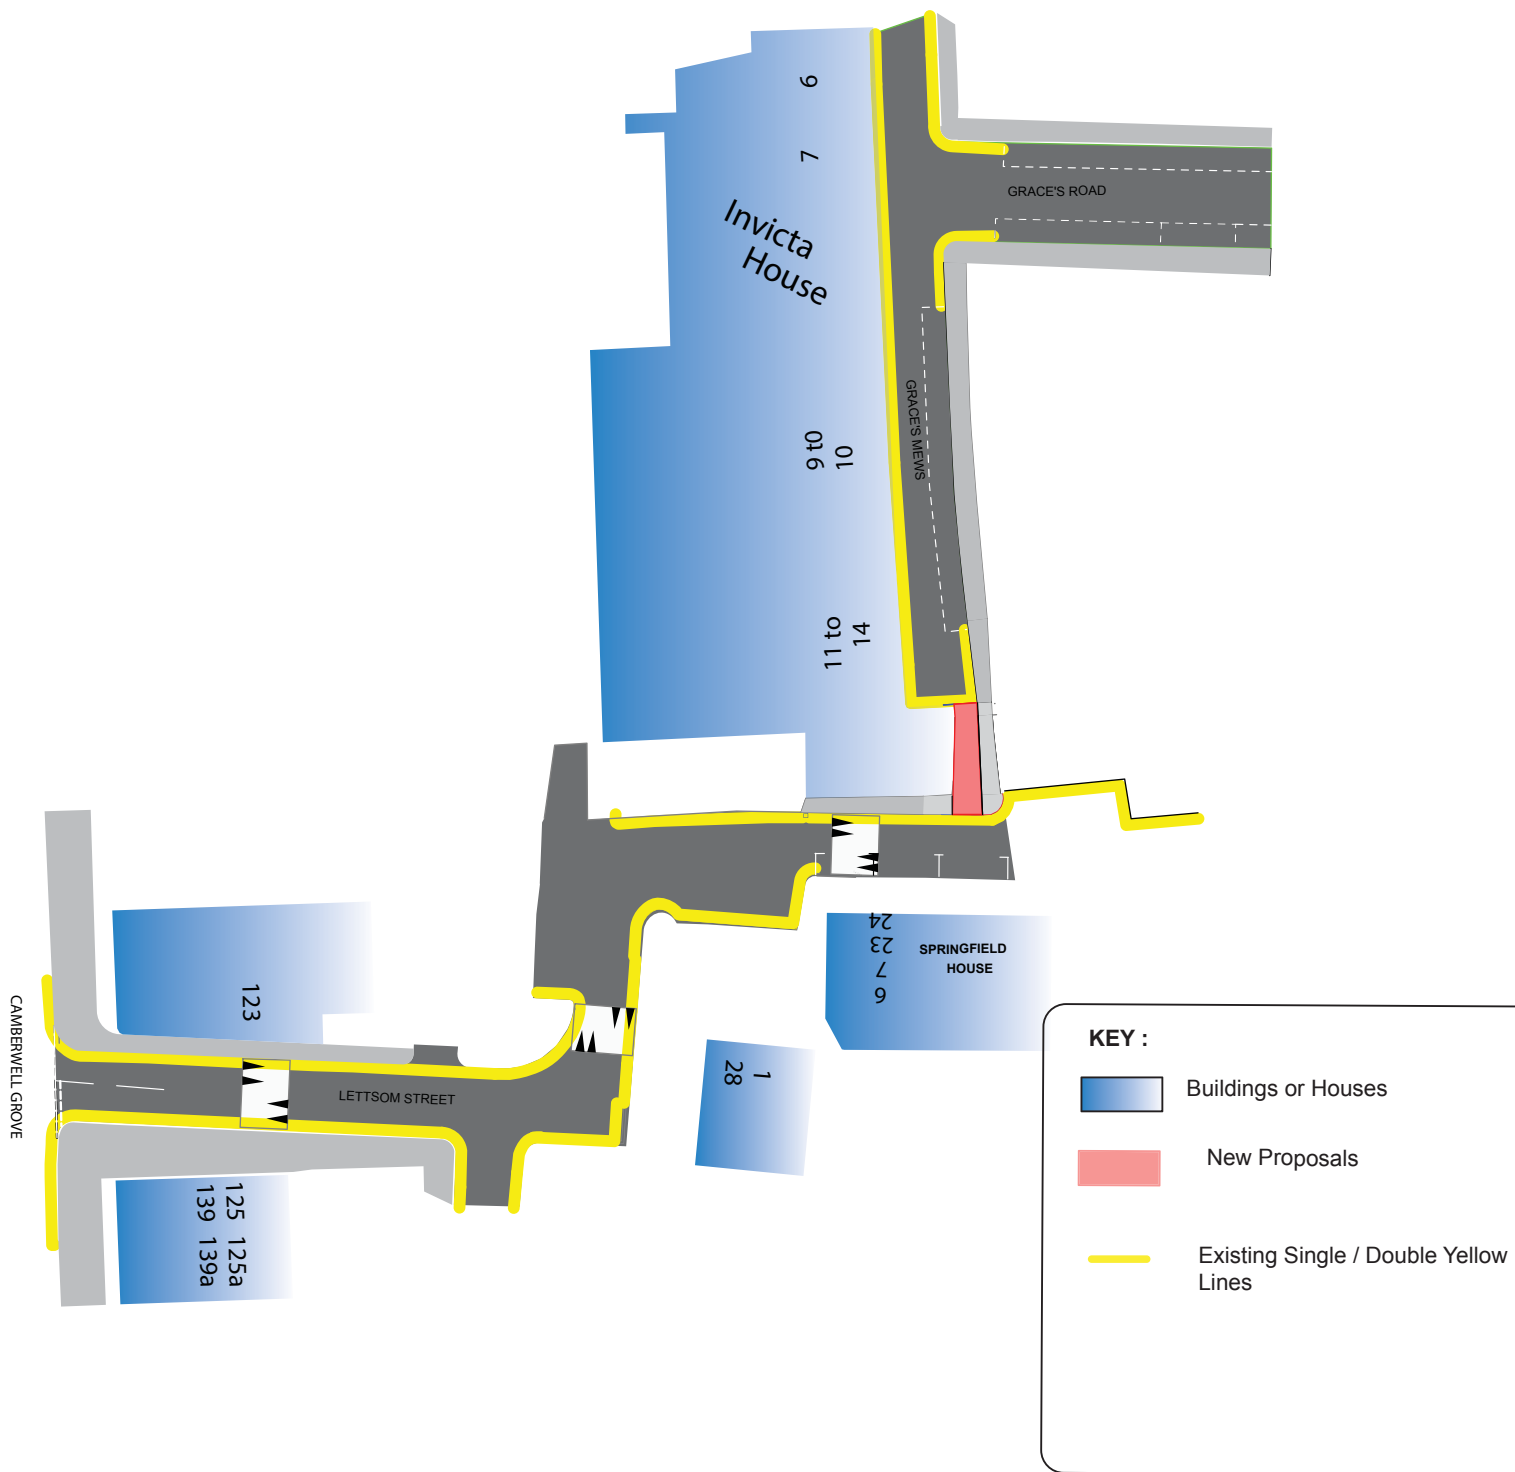 6
7
Invicta
House
GRACE'S ROAD
GRACE'S MEWS
9 to
10
11 to
14
24
23
7
6
SPRINGFIELD
HOUSE
123
CAMBERWELL GROVE
LETTSOM STREET
1
28
125 125a
139 139a
KEY :
Buildings or Houses
New Proposals
Existing Single / Double Yellow
Lines